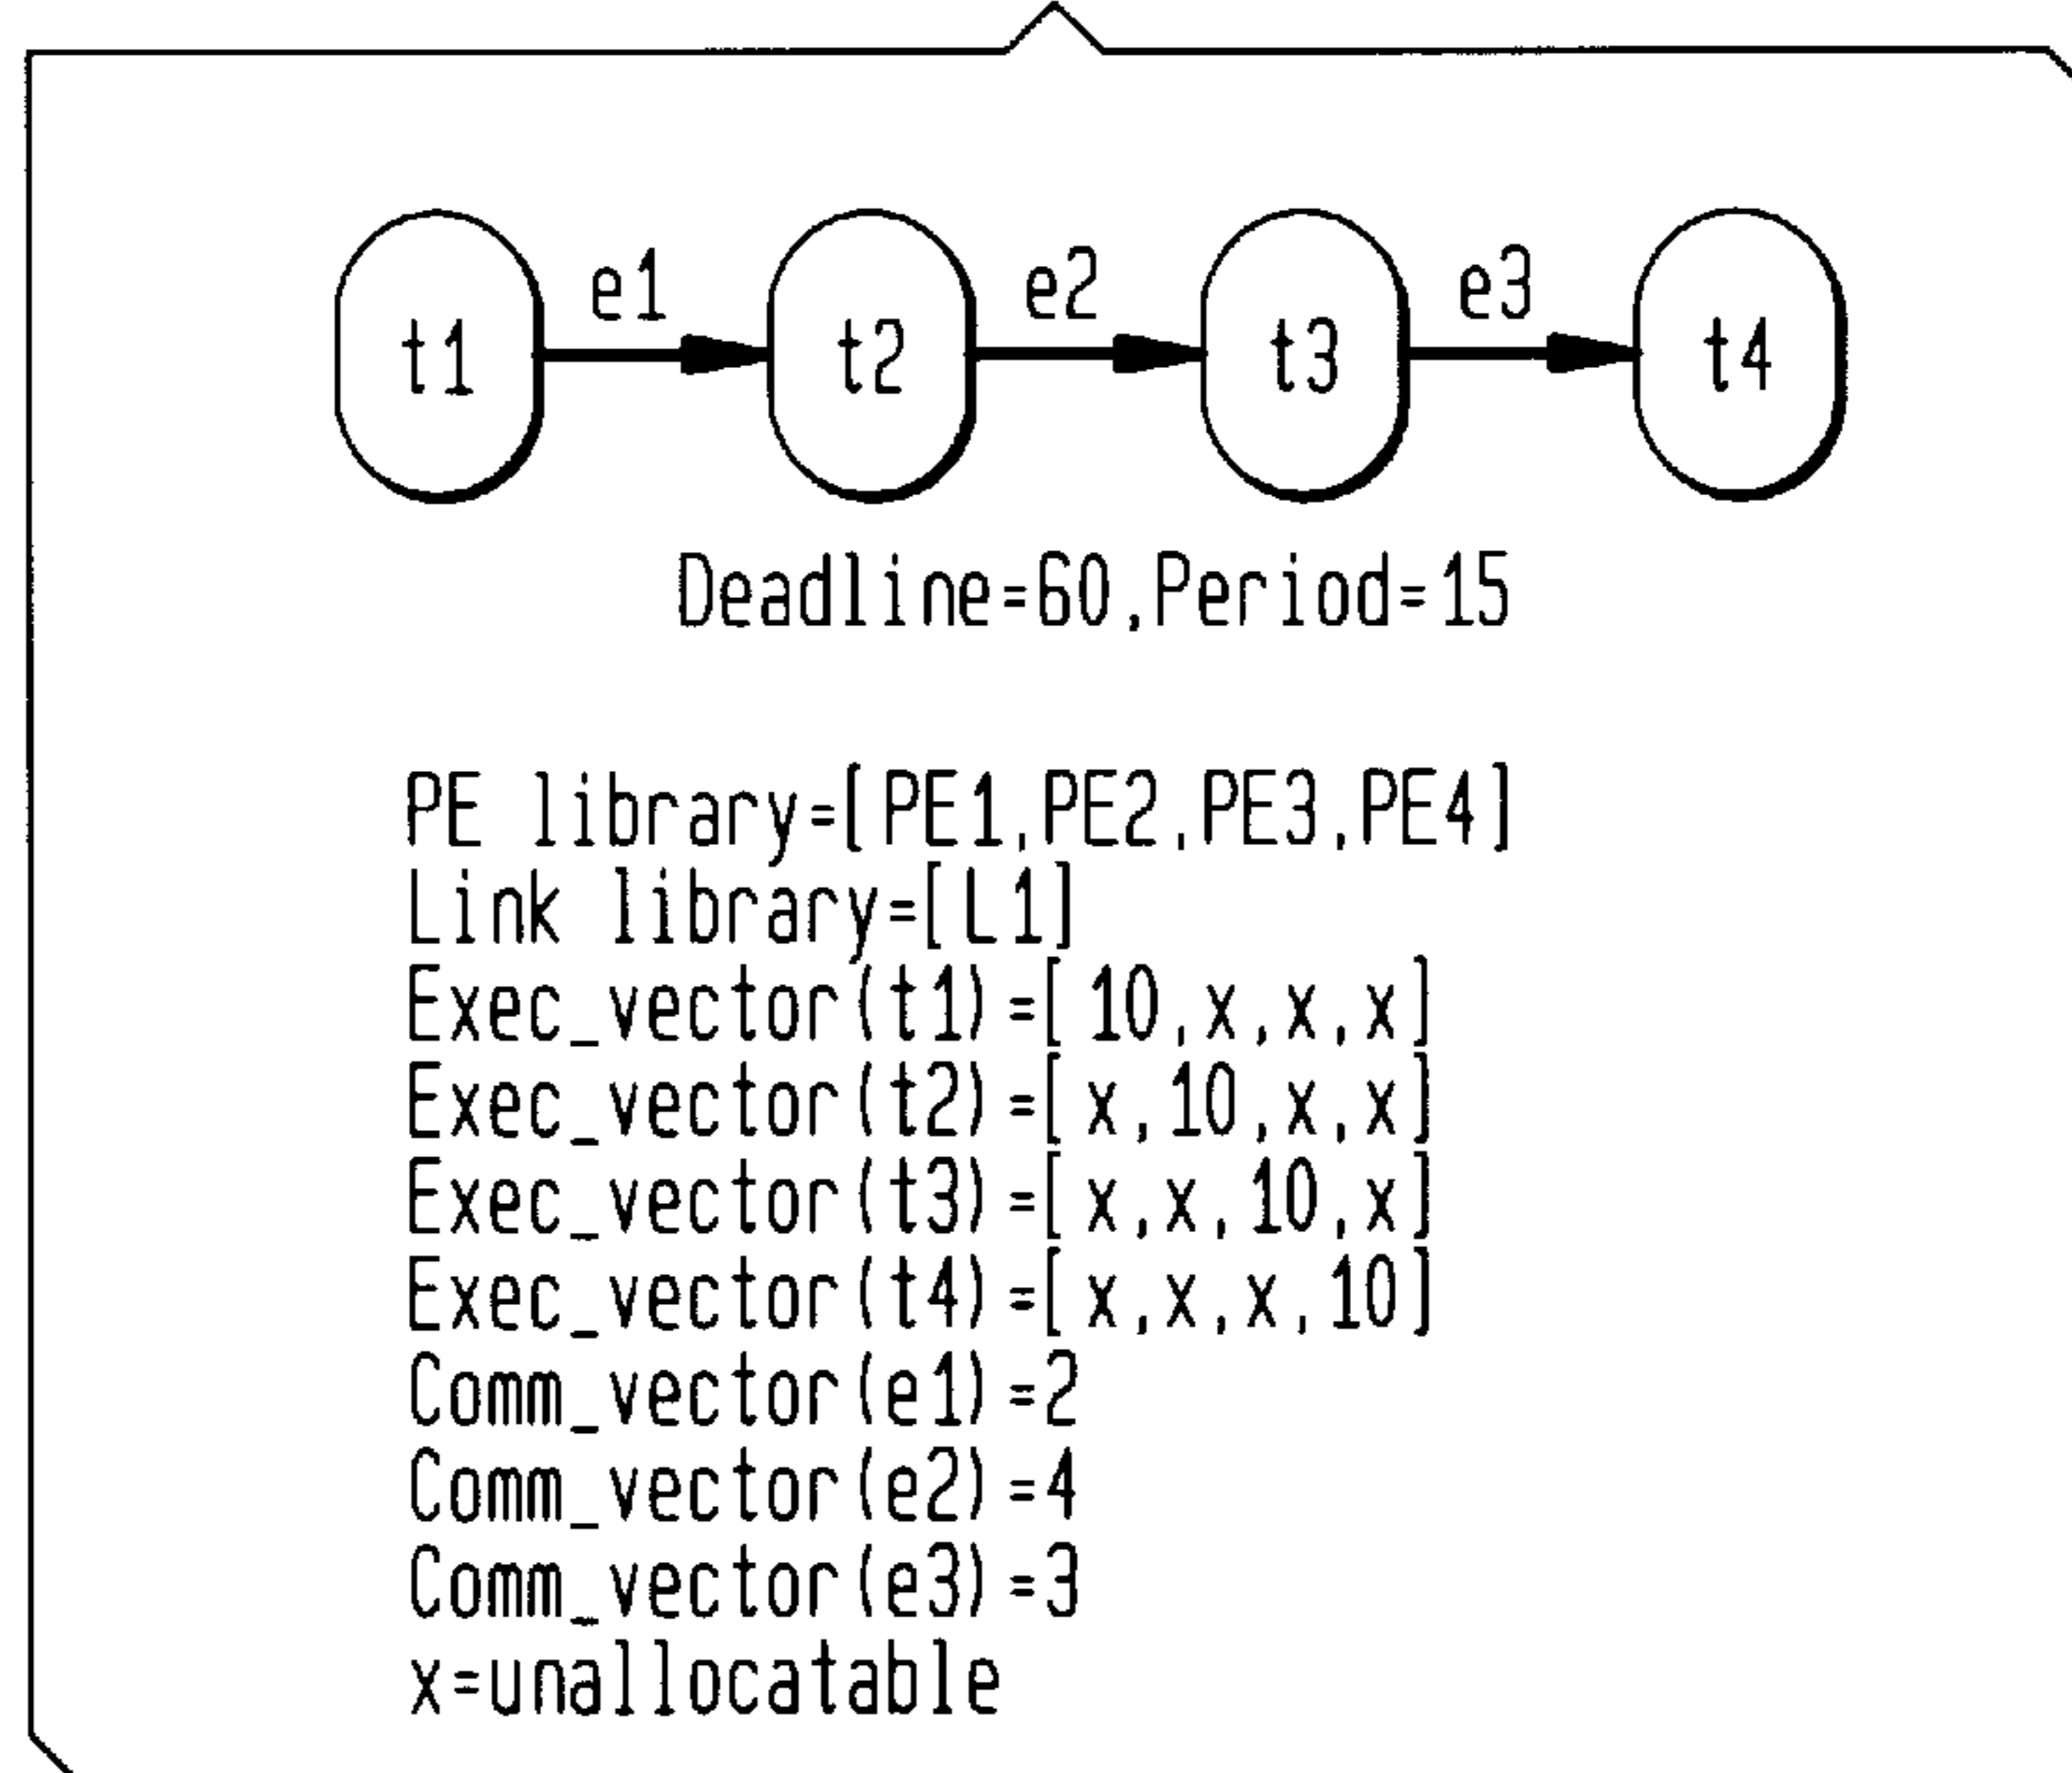 e1 e2 e3
t1 t2 t3 t4
Deadline=60,Period=15
PE library=[PE1,PE2,PE3,PE4]
Link library=[L1]
Exec_vector(t1)=[10,x,x,x]
Exec_vector(t2)=[x,10,x,x]
Exec_vector(t3)=[x,x,10,x]
Exec_vector(t4)=[x,x,x,10]
Comm_vector(e1)=2
Comm_vector(e2)=4
Comm_vector(e3)=3
x=unallocatable